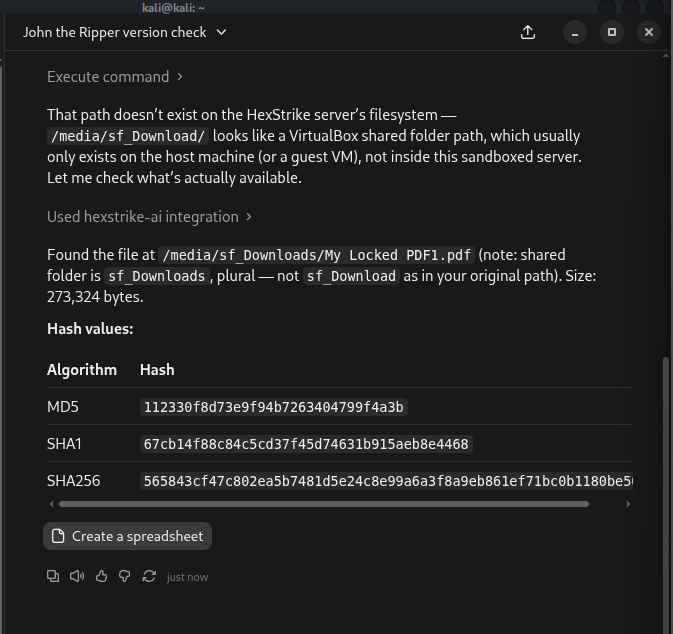 kali@kali: ~
John the Ripper version check
Execute command
That path doesn’t exist on the HexStrike server’s filesystem —
/media/sf_Download/ looks like a VirtualBox shared folder path, which usually
only exists on the host machine (or a guest VM), not inside this sandboxed server.
Let me check what’s actually available.
Used hexstrike-ai integration
Found the file at /media/sf_Downloads/My Locked PDF1.pdf (note: shared
folder is sf_Downloads, plural — not sf_Download as in your original path). Size:
273,324 bytes.
Hash values:
Algorithm Hash
MD5 112330f8d73e9f94b7263404799f4a3b
SHA1 67cb14f88c84c5cd37f45d74631b915aeb8e4468
SHA256 565843cf47c802ea5b7481d5e24c8e99a6a3f8a9eb861ef71bc0b1180be5
Create a spreadsheet
just now